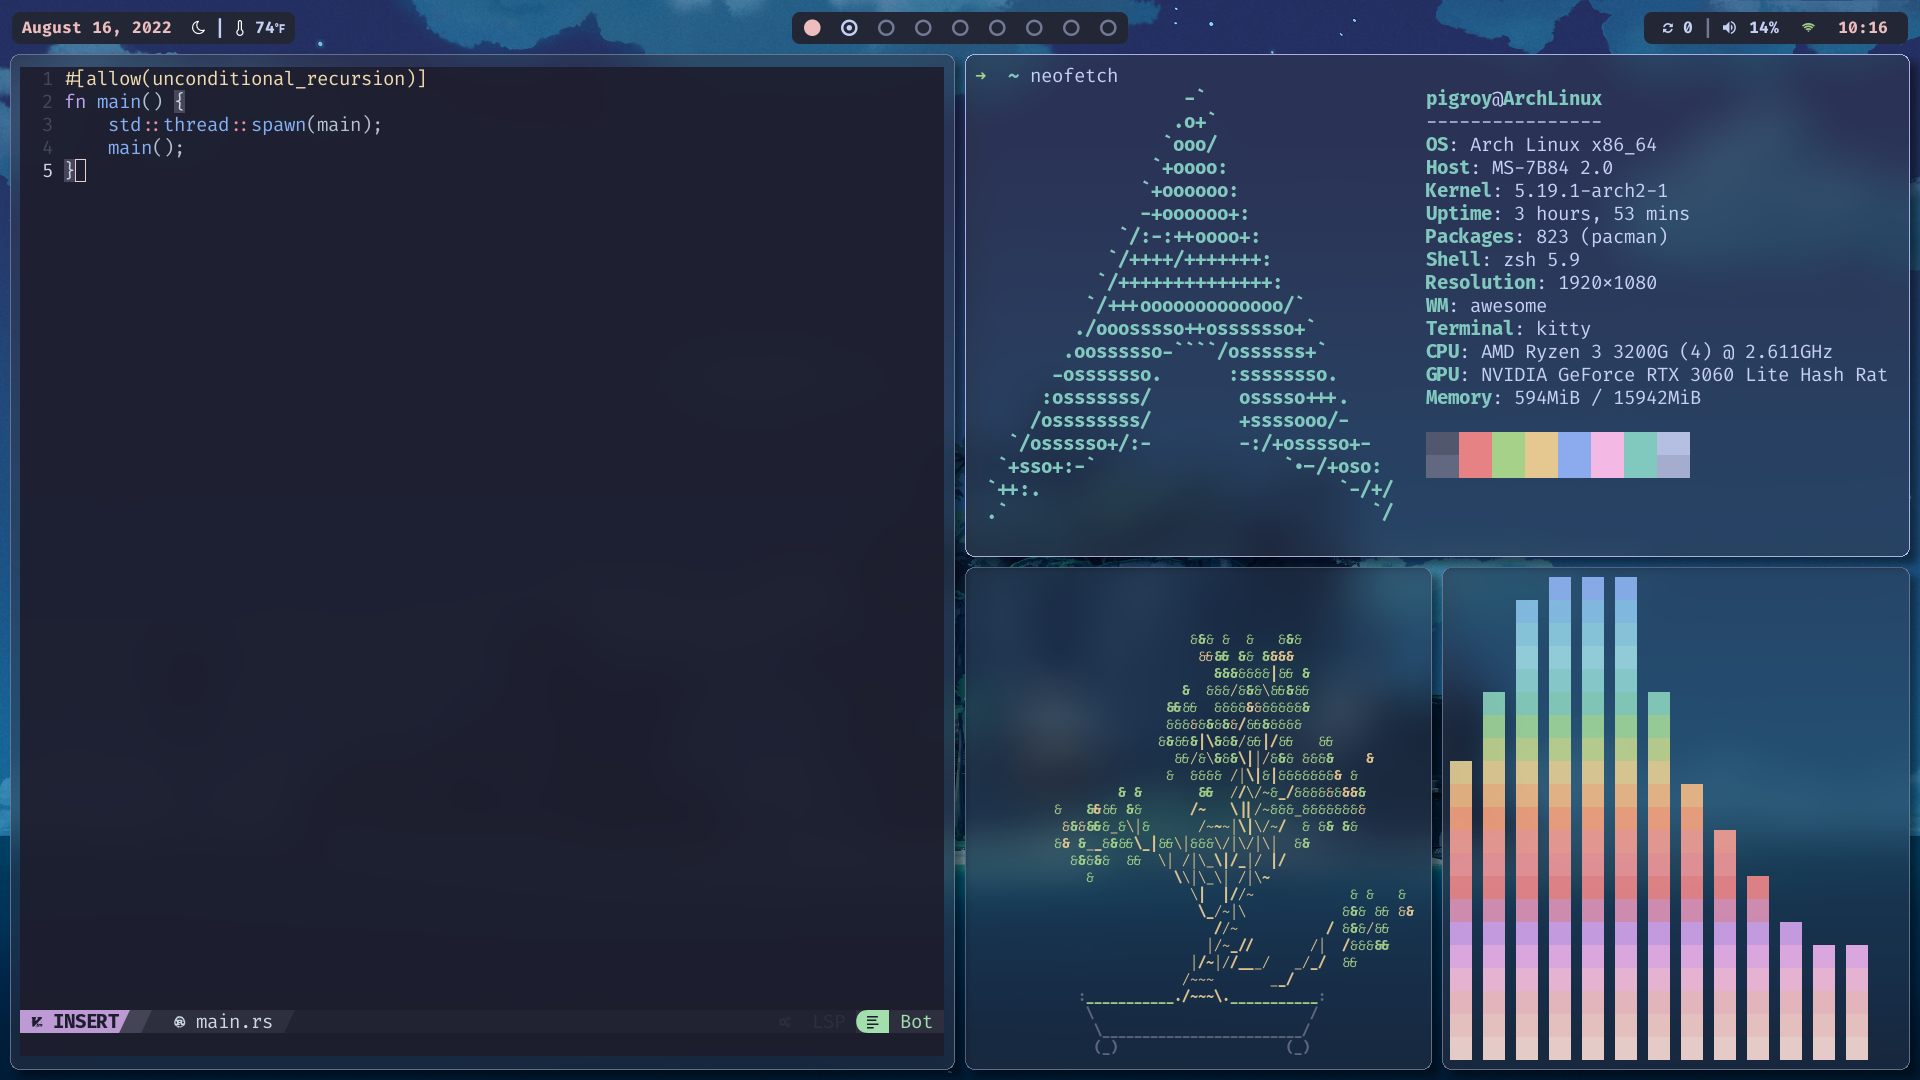 August 16, 2022 74°F
0 14% 10:16
1 #[allow(unconditional_recursion)]
2 fn main() {
3     std::thread::spawn(main);
4     main();
5 }
INSERT main.rs LSP Bot
→ ~ neofetch
pigroy@ArchLinux
----------------
OS: Arch Linux x86_64
Host: MS-7B84 2.0
Kernel: 5.19.1-arch2-1
Uptime: 3 hours, 53 mins
Packages: 823 (pacman)
Shell: zsh 5.9
Resolution: 1920×1080
WM: awesome
Terminal: kitty
CPU: AMD Ryzen 3 3200G (4) @ 2.611GHz
GPU: NVIDIA GeForce RTX 3060 Lite Hash Rat
Memory: 594MiB / 15942MiB